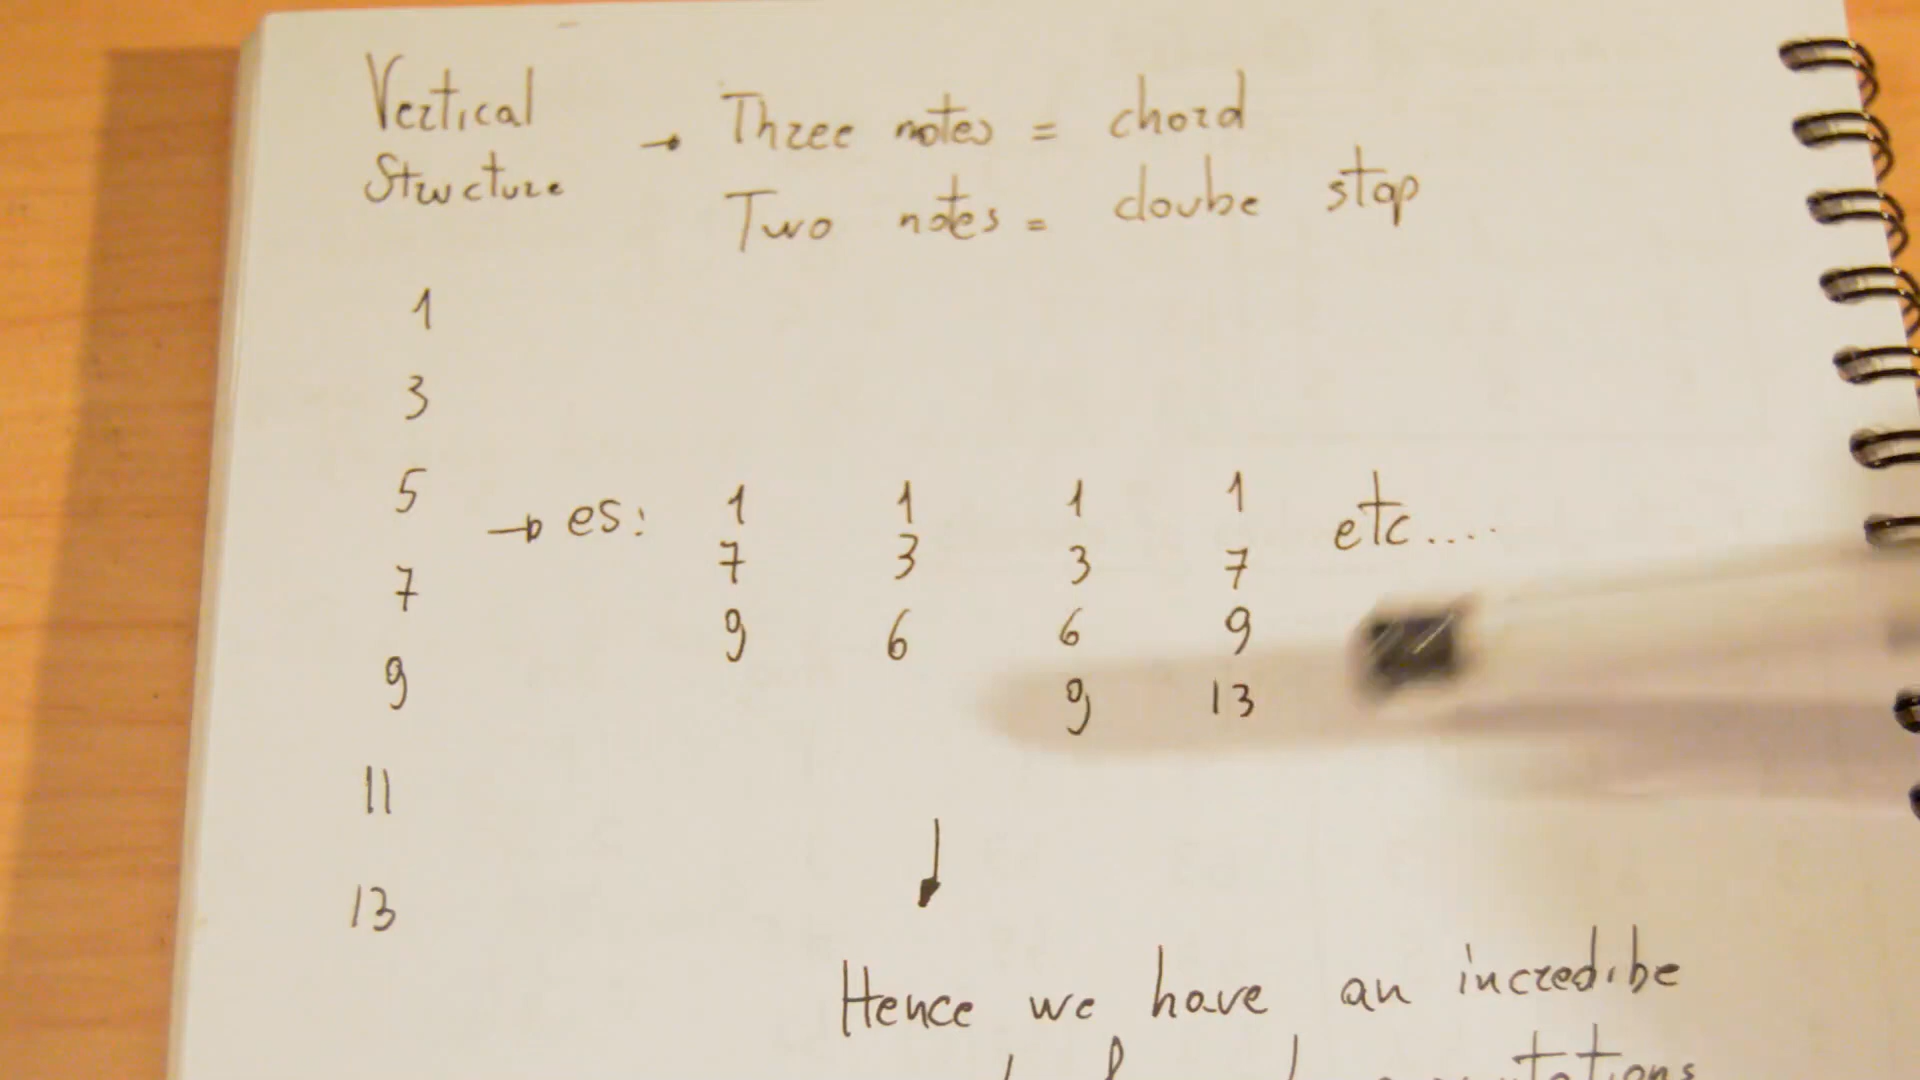 Vertical
Structure
→ Three notes = chord
Two notes = doube stop
1
3
5
7
9
11
13
→ es:
1 1 1 1 etc....
7 3 3 7
9 6 6 9
9 13
Hence we have an incredibe